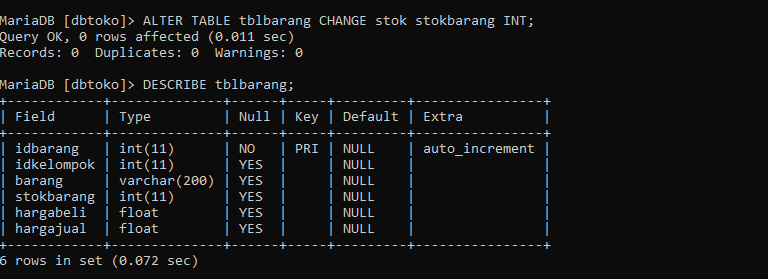 MariaDB [dbtoko]> ALTER TABLE tblbarang CHANGE stok stokbarang INT;
Query OK, 0 rows affected (0.011 sec)
Records: 0  Duplicates: 0  Warnings: 0

MariaDB [dbtoko]> DESCRIBE tblbarang;
+------------+--------------+------+-----+---------+----------------+
| Field      | Type         | Null | Key | Default | Extra          |
+------------+--------------+------+-----+---------+----------------+
| idbarang   | int(11)      | NO   | PRI | NULL    | auto_increment |
| idkelompok | int(11)      | YES  |     | NULL    |                |
| barang     | varchar(200) | YES  |     | NULL    |                |
| stokbarang | int(11)      | YES  |     | NULL    |                |
| hargabeli  | float        | YES  |     | NULL    |                |
| hargajual  | float        | YES  |     | NULL    |                |
+------------+--------------+------+-----+---------+----------------+
6 rows in set (0.072 sec)